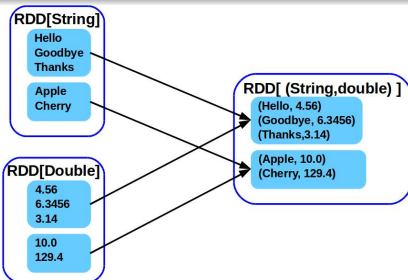 RDD[String]
Hello
Goodbye
Thanks
Apple
Cherry
RDD[Double]
4.56
6.3456
3.14
10.0
129.4
RDD[ (String,double) ]
(Hello, 4.56)
(Goodbye, 6.3456)
(Thanks,3.14)
(Apple, 10.0)
(Cherry, 129.4)